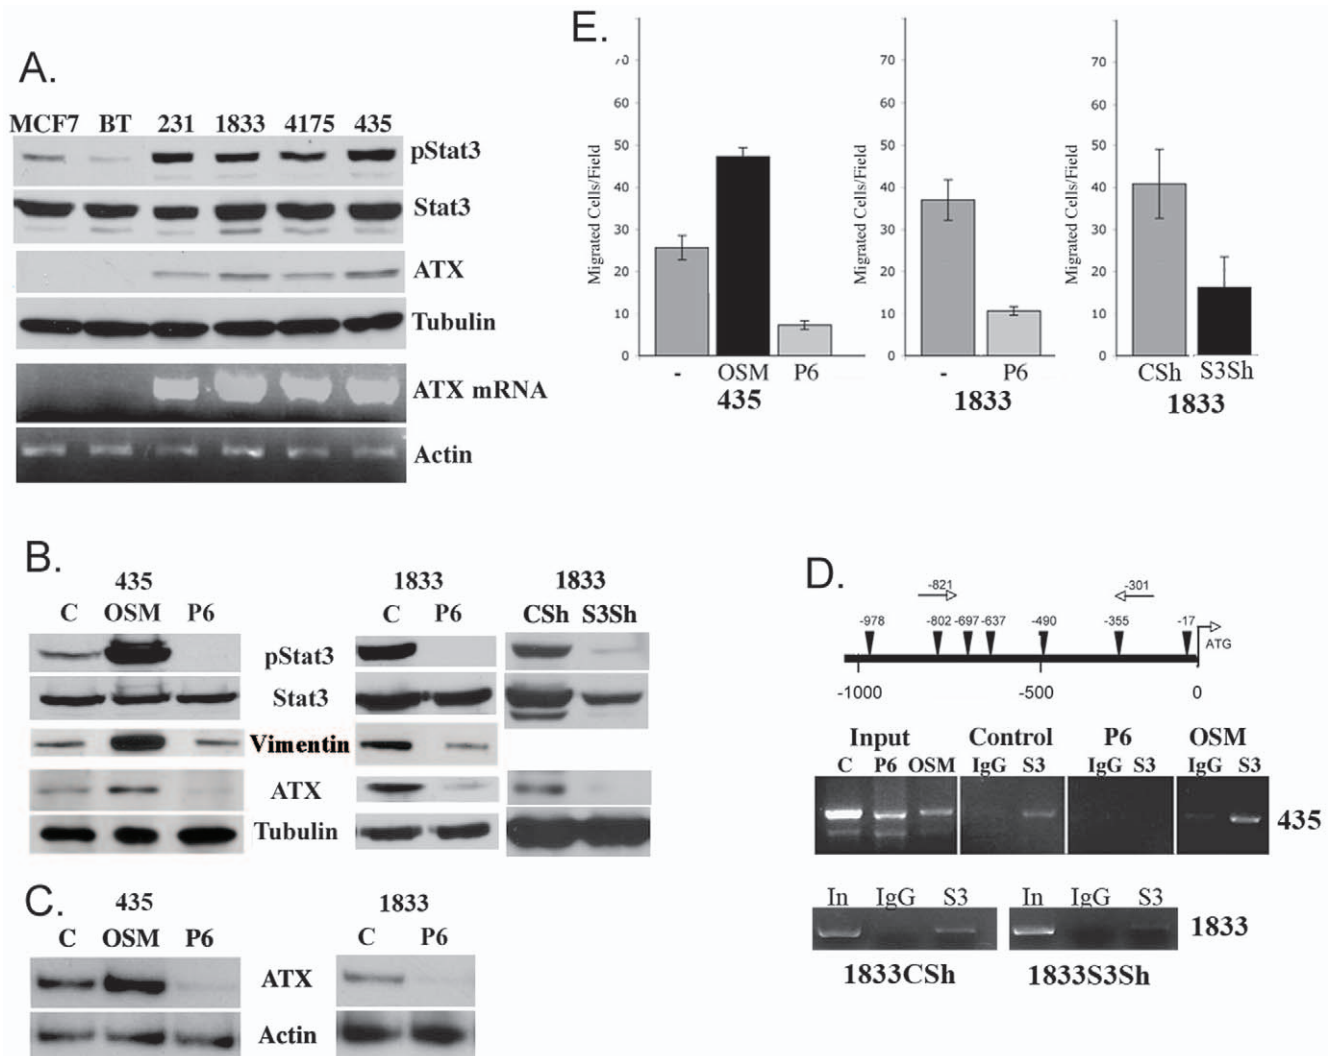 A.
MCF7 BT 231 1833 4175 435
pStat3
Stat3
ATX
Tubulin
ATX mRNA
Actin
E.
Migrated Cells/Field
70
60
50
40
30
20
10
0
- OSM P6
435
Migrated Cells/Field
70
60
50
40
30
20
10
0
- P6
1833
Migrated Cells/Field
70
60
50
40
30
20
10
0
CSh S3Sh
1833
B.
435 1833 1833
C OSM P6 C P6 CSh S3Sh
pStat3
Stat3
Vimentin
ATX
Tubulin
C.
435 1833
C OSM P6 C P6
ATX
Actin
D.
-821 -301
-978 -802 -697 -637 -490 -355 -17
ATG
-1000 -500 0
Input Control P6 OSM
C P6 OSM IgG S3 IgG S3 IgG S3
435
In IgG S3 In IgG S3
1833
1833CSh 1833S3Sh